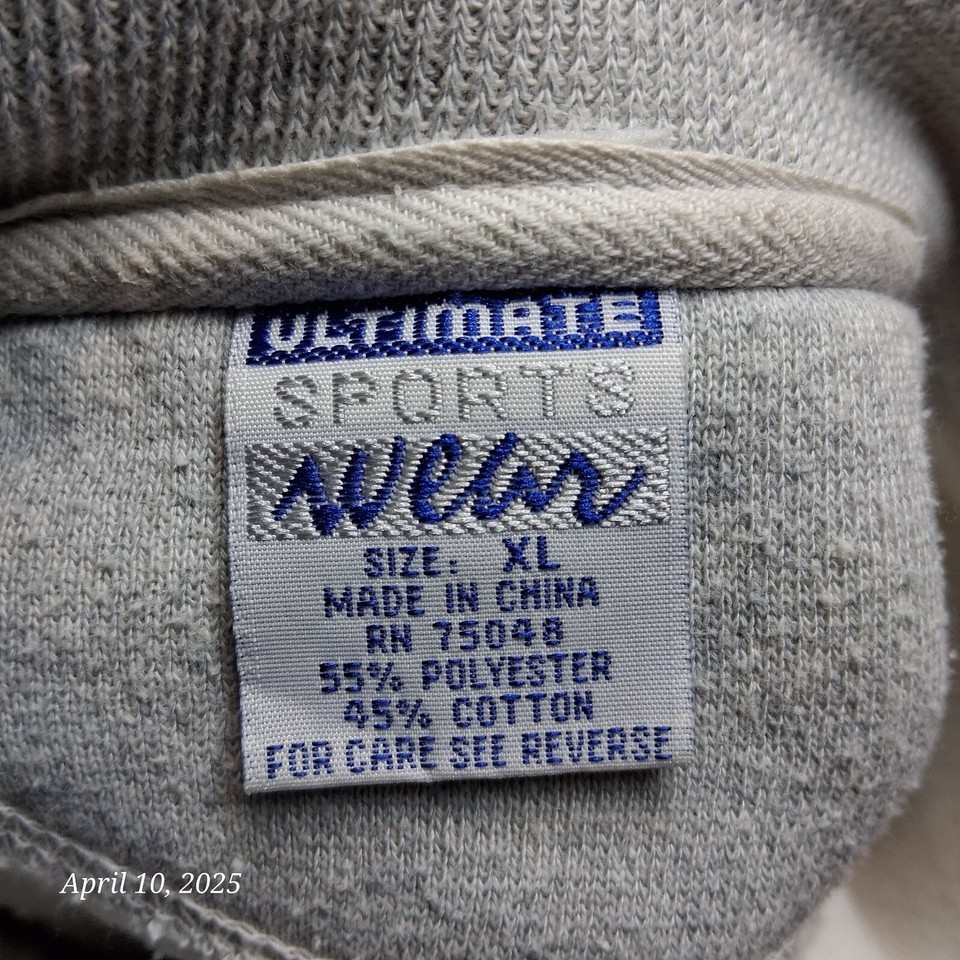 ULTIMATE
SPORTS
wear
SIZE: XL
MADE IN CHINA
RN 75048
55% POLYESTER
45% COTTON
FOR CARE SEE REVERSE
April 10, 2025